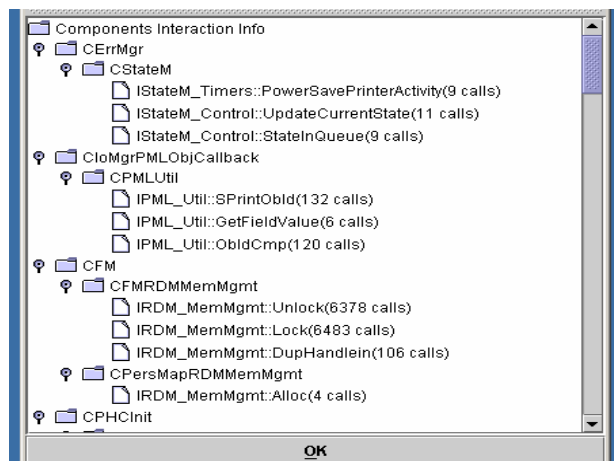 Components Interaction Info
CErrMgr
CStateM
IStateM_Timers::PowerSavePrinterActivity(9 calls)
IStateM_Control::UpdateCurrentState(11 calls)
IStateM_Control::StateInQueue(9 calls)
CIoMgrPMLObjCallback
CPMLUtil
IPML_Util::SPrintObId(132 calls)
IPML_Util::GetFieldValue(6 calls)
IPML_Util::ObIdCmp(120 calls)
CFM
CFMRDMMemMgmt
IRDM_MemMgmt::Unlock(6378 calls)
IRDM_MemMgmt::Lock(6483 calls)
IRDM_MemMgmt::DupHandlein(106 calls)
CPersMapRDMMemMgmt
IRDM_MemMgmt::Alloc(4 calls)
CPHCInit
OK